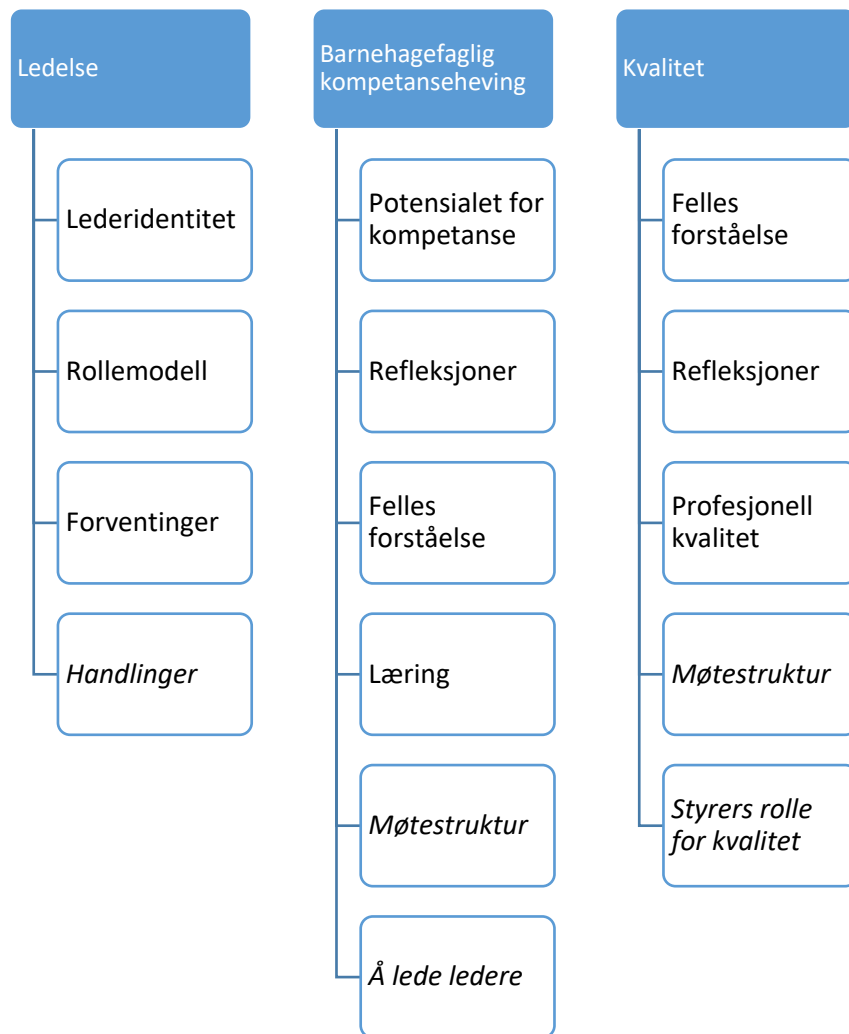 Ledelse
Lederidentitet
Rollemodell
Forventinger
Handlinger
Barnehagefaglig
kompetanseheving
Potensialet for
kompetanse
Refleksjoner
Felles
forståelse
Læring
Møtestruktur
Å lede ledere
Kvalitet
Felles
forståelse
Refleksjoner
Profesjonell
kvalitet
Møtestruktur
Styrers rolle
for kvalitet